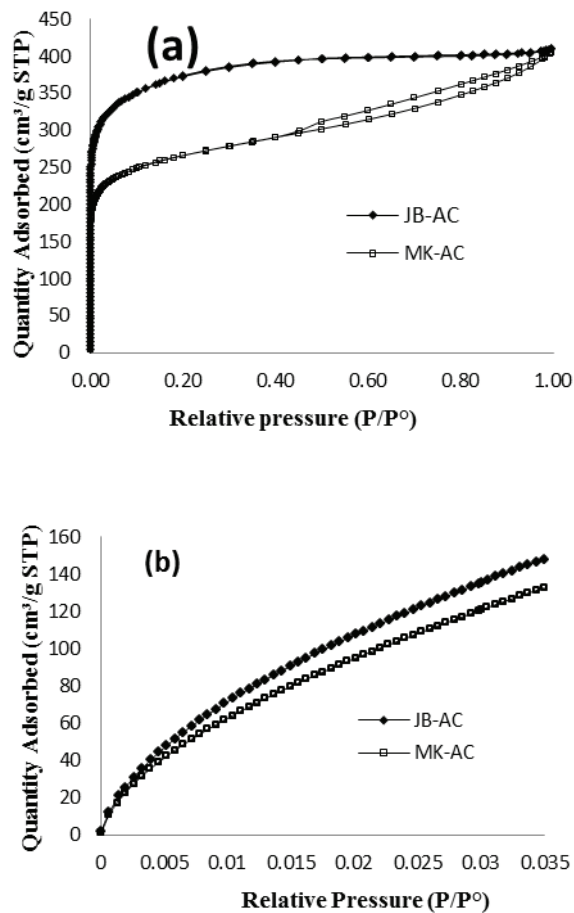 (a)
Quantity Adsorbed (cm³/g STP)
450
400
350
300
250
200
150
100
50
0
JB-AC
MK-AC
0.00 0.20 0.40 0.60 0.80 1.00
Relative pressure (P/P°)
(b)
Quantity Adsorbed (cm³/g STP)
160
140
120
100
80
60
40
20
0
JB-AC
MK-AC
0 0.005 0.01 0.015 0.02 0.025 0.03 0.035
Relative Pressure (P/P°)